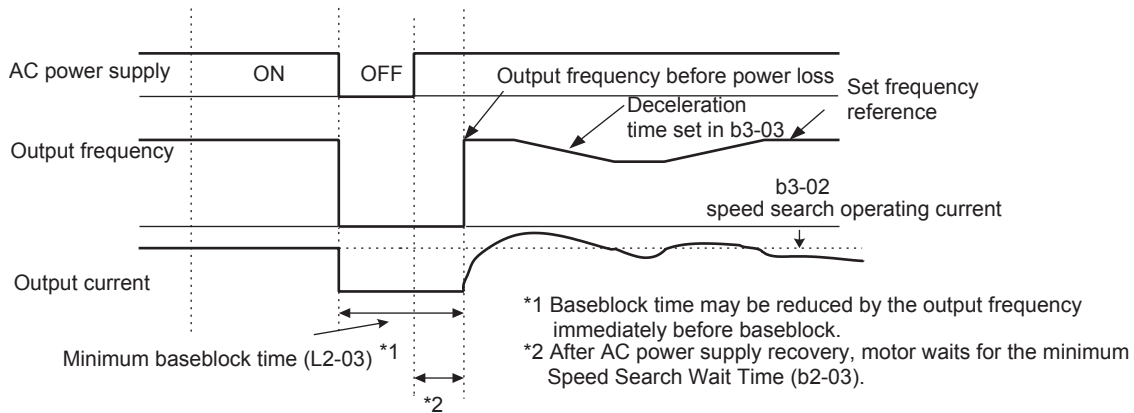 AC power supply
ON
OFF
Output frequency before power loss
Deceleration
time set in b3-03
Set frequency
reference
Output frequency
b3-02
speed search operating current
Output current
*1 Baseblock time may be reduced by the output frequency
immediately before baseblock.
Minimum baseblock time (L2-03) *1
*2 After AC power supply recovery, motor waits for the minimum
Speed Search Wait Time (b2-03).
*2